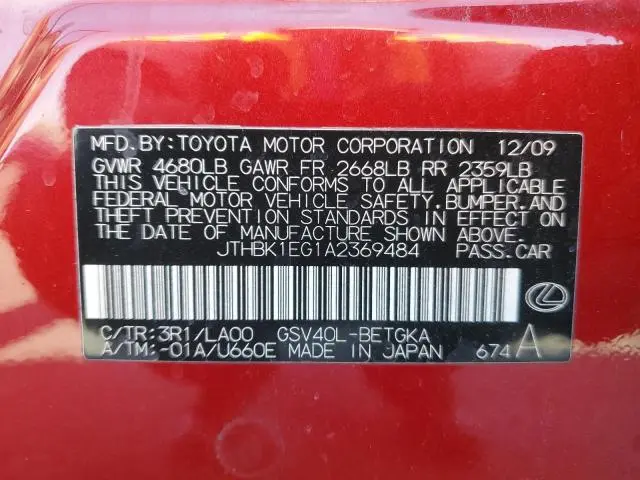 MFD.BY:TOYOTA MOTOR CORPORATION 12/09
GVWR 4680LB GAWR FR 2668LB RR 2359LB
THIS VEHICLE CONFORMS TO ALL APPLICABLE
FEDERAL MOTOR VEHICLE SAFETY,BUMPER,AND
THEFT PREVENTION STANDARDS IN EFFECT ON
THE DATE OF MANUFACTURE SHOWN ABOVE.
JTHBK1EG1A2369484 PASS.CAR
C/TR:3R1/LA00 GSV40L-BETGKA
A/TM:-01A/U660E MADE IN JAPAN 674 A